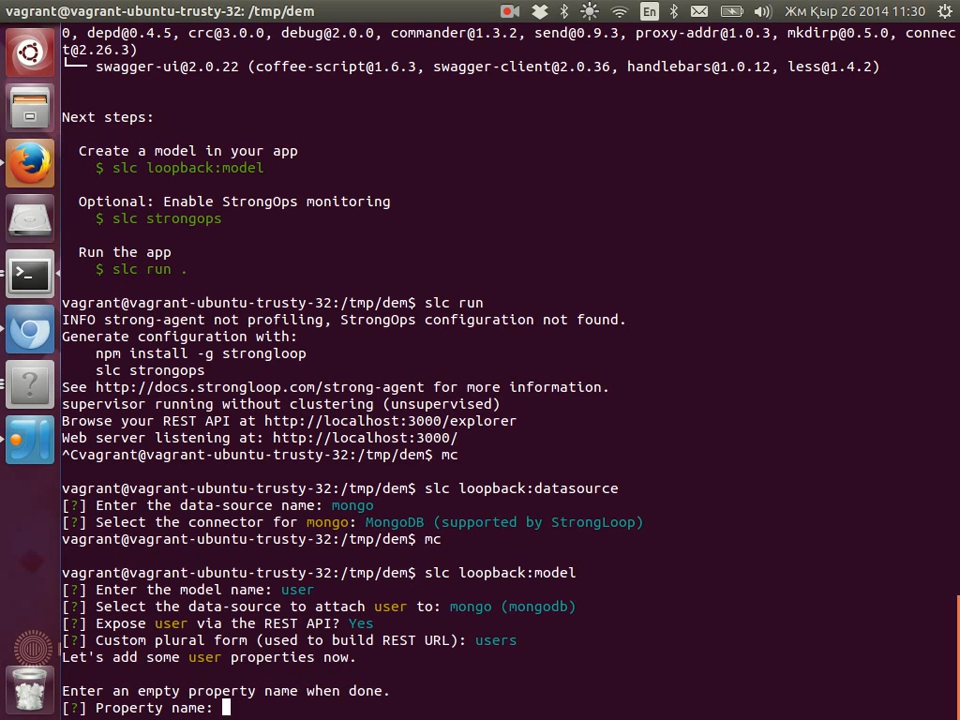 vagrant@vagrant-ubuntu-trusty-32: /tmp/dem
En
Жм Қыр 26 2014 11:30
0, depd@0.4.5, crc@3.0.0, debug@2.0.0, commander@1.3.2, send@0.9.3, proxy-addr@1.0.3, mkdirp@0.5.0, connec
t@2.26.3)
└── swagger-ui@2.0.22 (coffee-script@1.6.3, swagger-client@2.0.36, handlebars@1.0.12, less@1.4.2)
Next steps:
Create a model in your app
$ slc loopback:model
Optional: Enable StrongOps monitoring
$ slc strongops
Run the app
$ slc run .
vagrant@vagrant-ubuntu-trusty-32:/tmp/dem$ slc run
INFO strong-agent not profiling, StrongOps configuration not found.
Generate configuration with:
npm install -g strongloop
slc strongops
See http://docs.strongloop.com/strong-agent for more information.
supervisor running without clustering (unsupervised)
Browse your REST API at http://localhost:3000/explorer
Web server listening at: http://localhost:3000/
^Cvagrant@vagrant-ubuntu-trusty-32:/tmp/dem$ mc
vagrant@vagrant-ubuntu-trusty-32:/tmp/dem$ slc loopback:datasource
[?] Enter the data-source name: mongo
[?] Select the connector for mongo: MongoDB (supported by StrongLoop)
vagrant@vagrant-ubuntu-trusty-32:/tmp/dem$ mc
vagrant@vagrant-ubuntu-trusty-32:/tmp/dem$ slc loopback:model
[?] Enter the model name: user
[?] Select the data-source to attach user to: mongo (mongodb)
[?] Expose user via the REST API? Yes
[?] Custom plural form (used to build REST URL): users
Let's add some user properties now.
Enter an empty property name when done.
[?] Property name: